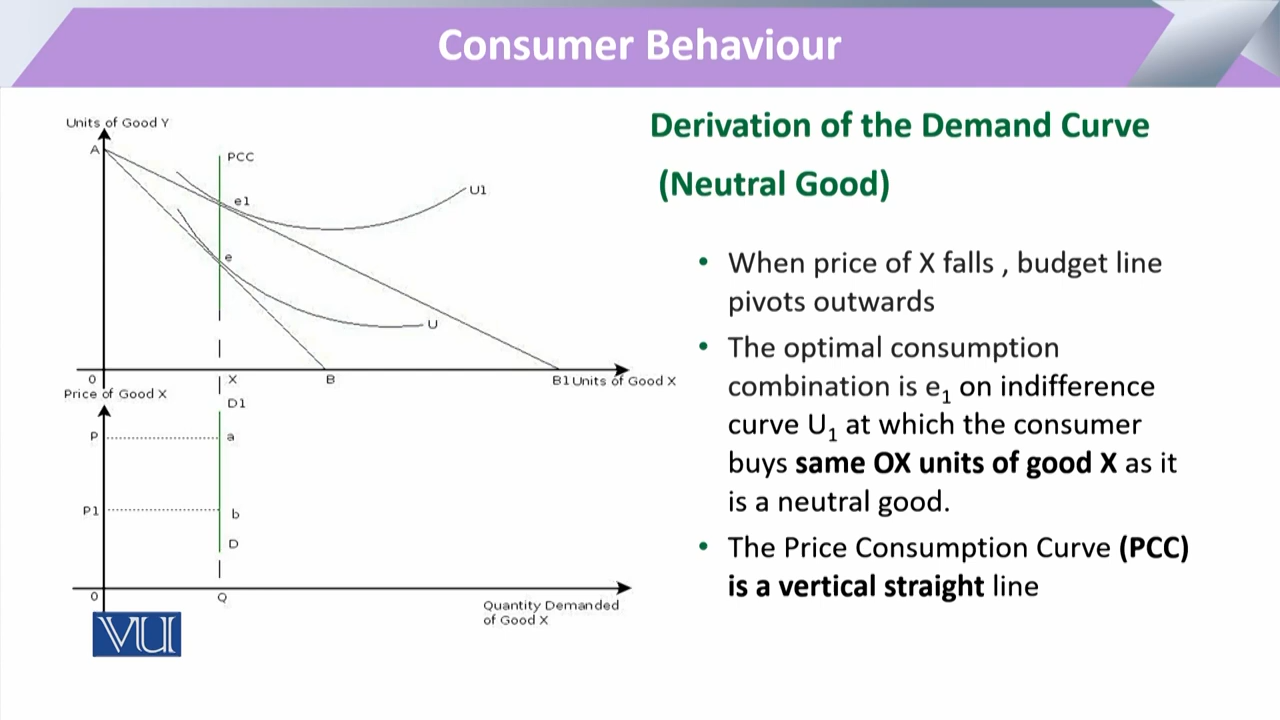 Consumer Behaviour
Units of Good Y
A
PCC
e1
U1
e
U
0
X
B
B1 Units of Good X
Price of Good X
D1
P
a
P1
b
D
0
Q
Quantity Demanded
of Good X
VU
Derivation of the Demand Curve
(Neutral Good)
• When price of X falls , budget line
pivots outwards
• The optimal consumption
combination is e₁ on indifference
curve U₁ at which the consumer
buys same OX units of good X as it
is a neutral good.
• The Price Consumption Curve (PCC)
is a vertical straight line